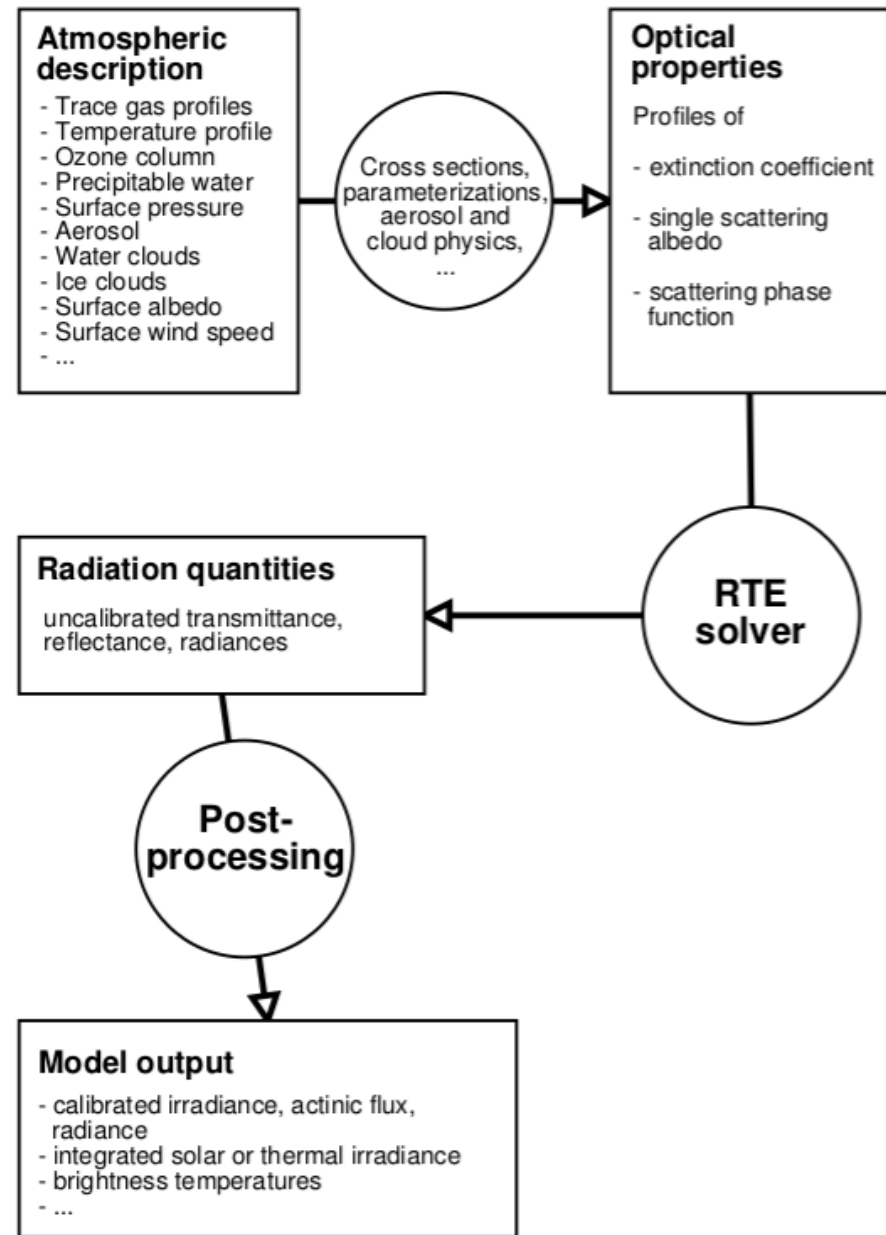 Atmospheric
description
- Trace gas profiles
- Temperature profile
- Ozone column
- Precipitable water
- Surface pressure
- Aerosol
- Water clouds
- Ice clouds
- Surface albedo
- Surface wind speed
- ...
Cross sections,
parameterizations,
aerosol and
cloud physics,
...
Optical
properties
Profiles of
- extinction coefficient
- single scattering
albedo
- scattering phase
function
RTE
solver
Radiation quantities
uncalibrated transmittance,
reflectance, radiances
Post-
processing
Model output
- calibrated irradiance, actinic flux,
radiance
- integrated solar or thermal irradiance
- brightness temperatures
- ...